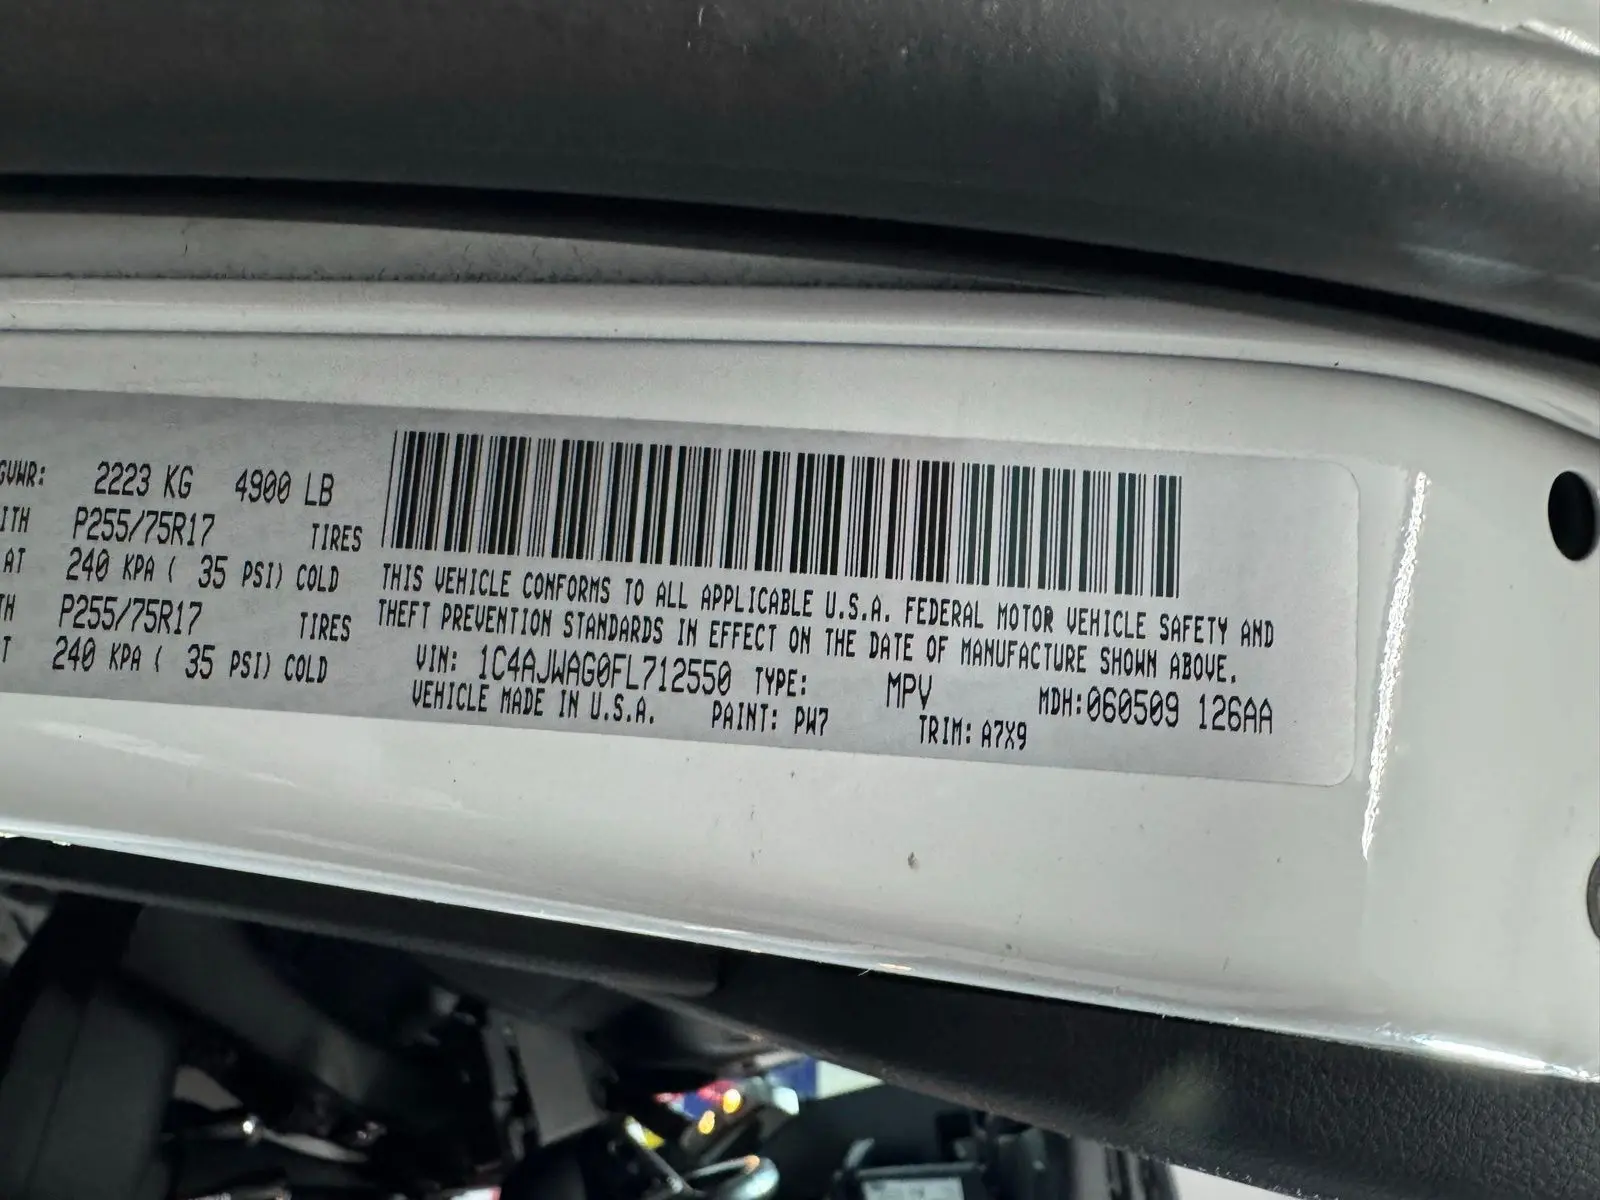 GVWR: 2223 KG 4900 LB
ITH P255/75R17 TIRES
AT 240 KPA ( 35 PSI) COLD
TH P255/75R17 TIRES
T 240 KPA ( 35 PSI) COLD
THIS VEHICLE CONFORMS TO ALL APPLICABLE U.S.A. FEDERAL MOTOR VEHICLE SAFETY AND
THEFT PREVENTION STANDARDS IN EFFECT ON THE DATE OF MANUFACTURE SHOWN ABOVE.
VIN: 1C4AJWAG0FL712550 TYPE: MPV MDH:060509 126AA
VEHICLE MADE IN U.S.A. PAINT: PW7 TRIM: A7X9